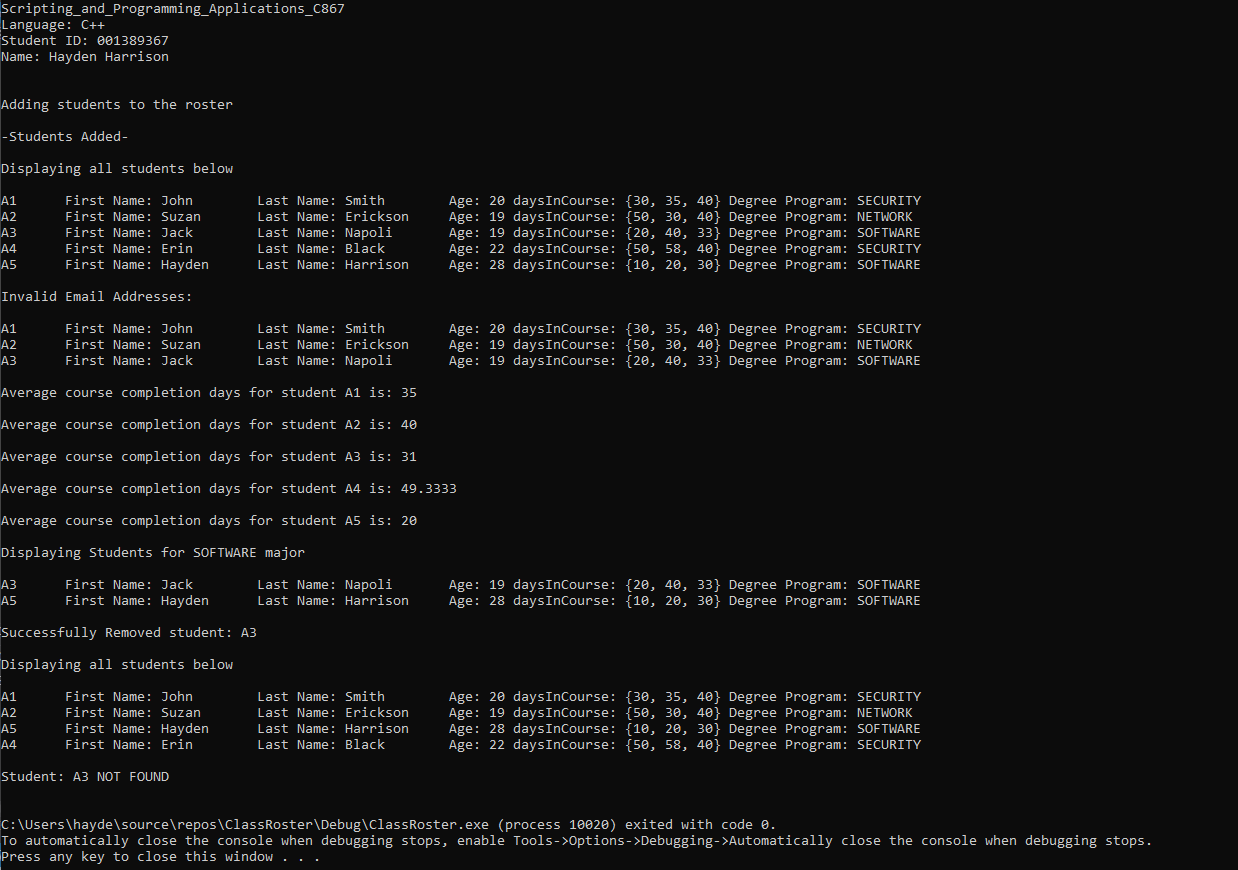 Scripting_and_Programming_Applications_C867
Language: C++
Student ID: 001389367
Name: Hayden Harrison
Adding students to the roster
-Students Added-
Displaying all students below
A1 First Name: John Last Name: Smith Age: 20 daysInCourse: {30, 35, 40} Degree Program: SECURITY
A2 First Name: Suzan Last Name: Erickson Age: 19 daysInCourse: {50, 30, 40} Degree Program: NETWORK
A3 First Name: Jack Last Name: Napoli Age: 19 daysInCourse: {20, 40, 33} Degree Program: SOFTWARE
A4 First Name: Erin Last Name: Black Age: 22 daysInCourse: {50, 58, 40} Degree Program: SECURITY
A5 First Name: Hayden Last Name: Harrison Age: 28 daysInCourse: {10, 20, 30} Degree Program: SOFTWARE
Invalid Email Addresses:
A1 First Name: John Last Name: Smith Age: 20 daysInCourse: {30, 35, 40} Degree Program: SECURITY
A2 First Name: Suzan Last Name: Erickson Age: 19 daysInCourse: {50, 30, 40} Degree Program: NETWORK
A3 First Name: Jack Last Name: Napoli Age: 19 daysInCourse: {20, 40, 33} Degree Program: SOFTWARE
Average course completion days for student A1 is: 35
Average course completion days for student A2 is: 40
Average course completion days for student A3 is: 31
Average course completion days for student A4 is: 49.3333
Average course completion days for student A5 is: 20
Displaying Students for SOFTWARE major
A3 First Name: Jack Last Name: Napoli Age: 19 daysInCourse: {20, 40, 33} Degree Program: SOFTWARE
A5 First Name: Hayden Last Name: Harrison Age: 28 daysInCourse: {10, 20, 30} Degree Program: SOFTWARE
Successfully Removed student: A3
Displaying all students below
A1 First Name: John Last Name: Smith Age: 20 daysInCourse: {30, 35, 40} Degree Program: SECURITY
A2 First Name: Suzan Last Name: Erickson Age: 19 daysInCourse: {50, 30, 40} Degree Program: NETWORK
A5 First Name: Hayden Last Name: Harrison Age: 28 daysInCourse: {10, 20, 30} Degree Program: SOFTWARE
A4 First Name: Erin Last Name: Black Age: 22 daysInCourse: {50, 58, 40} Degree Program: SECURITY
Student: A3 NOT FOUND
C:\Users\hayde\source\repos\ClassRoster\Debug\ClassRoster.exe (process 10020) exited with code 0.
To automatically close the console when debugging stops, enable Tools->Options->Debugging->Automatically close the console when debugging stops.
Press any key to close this window . . .